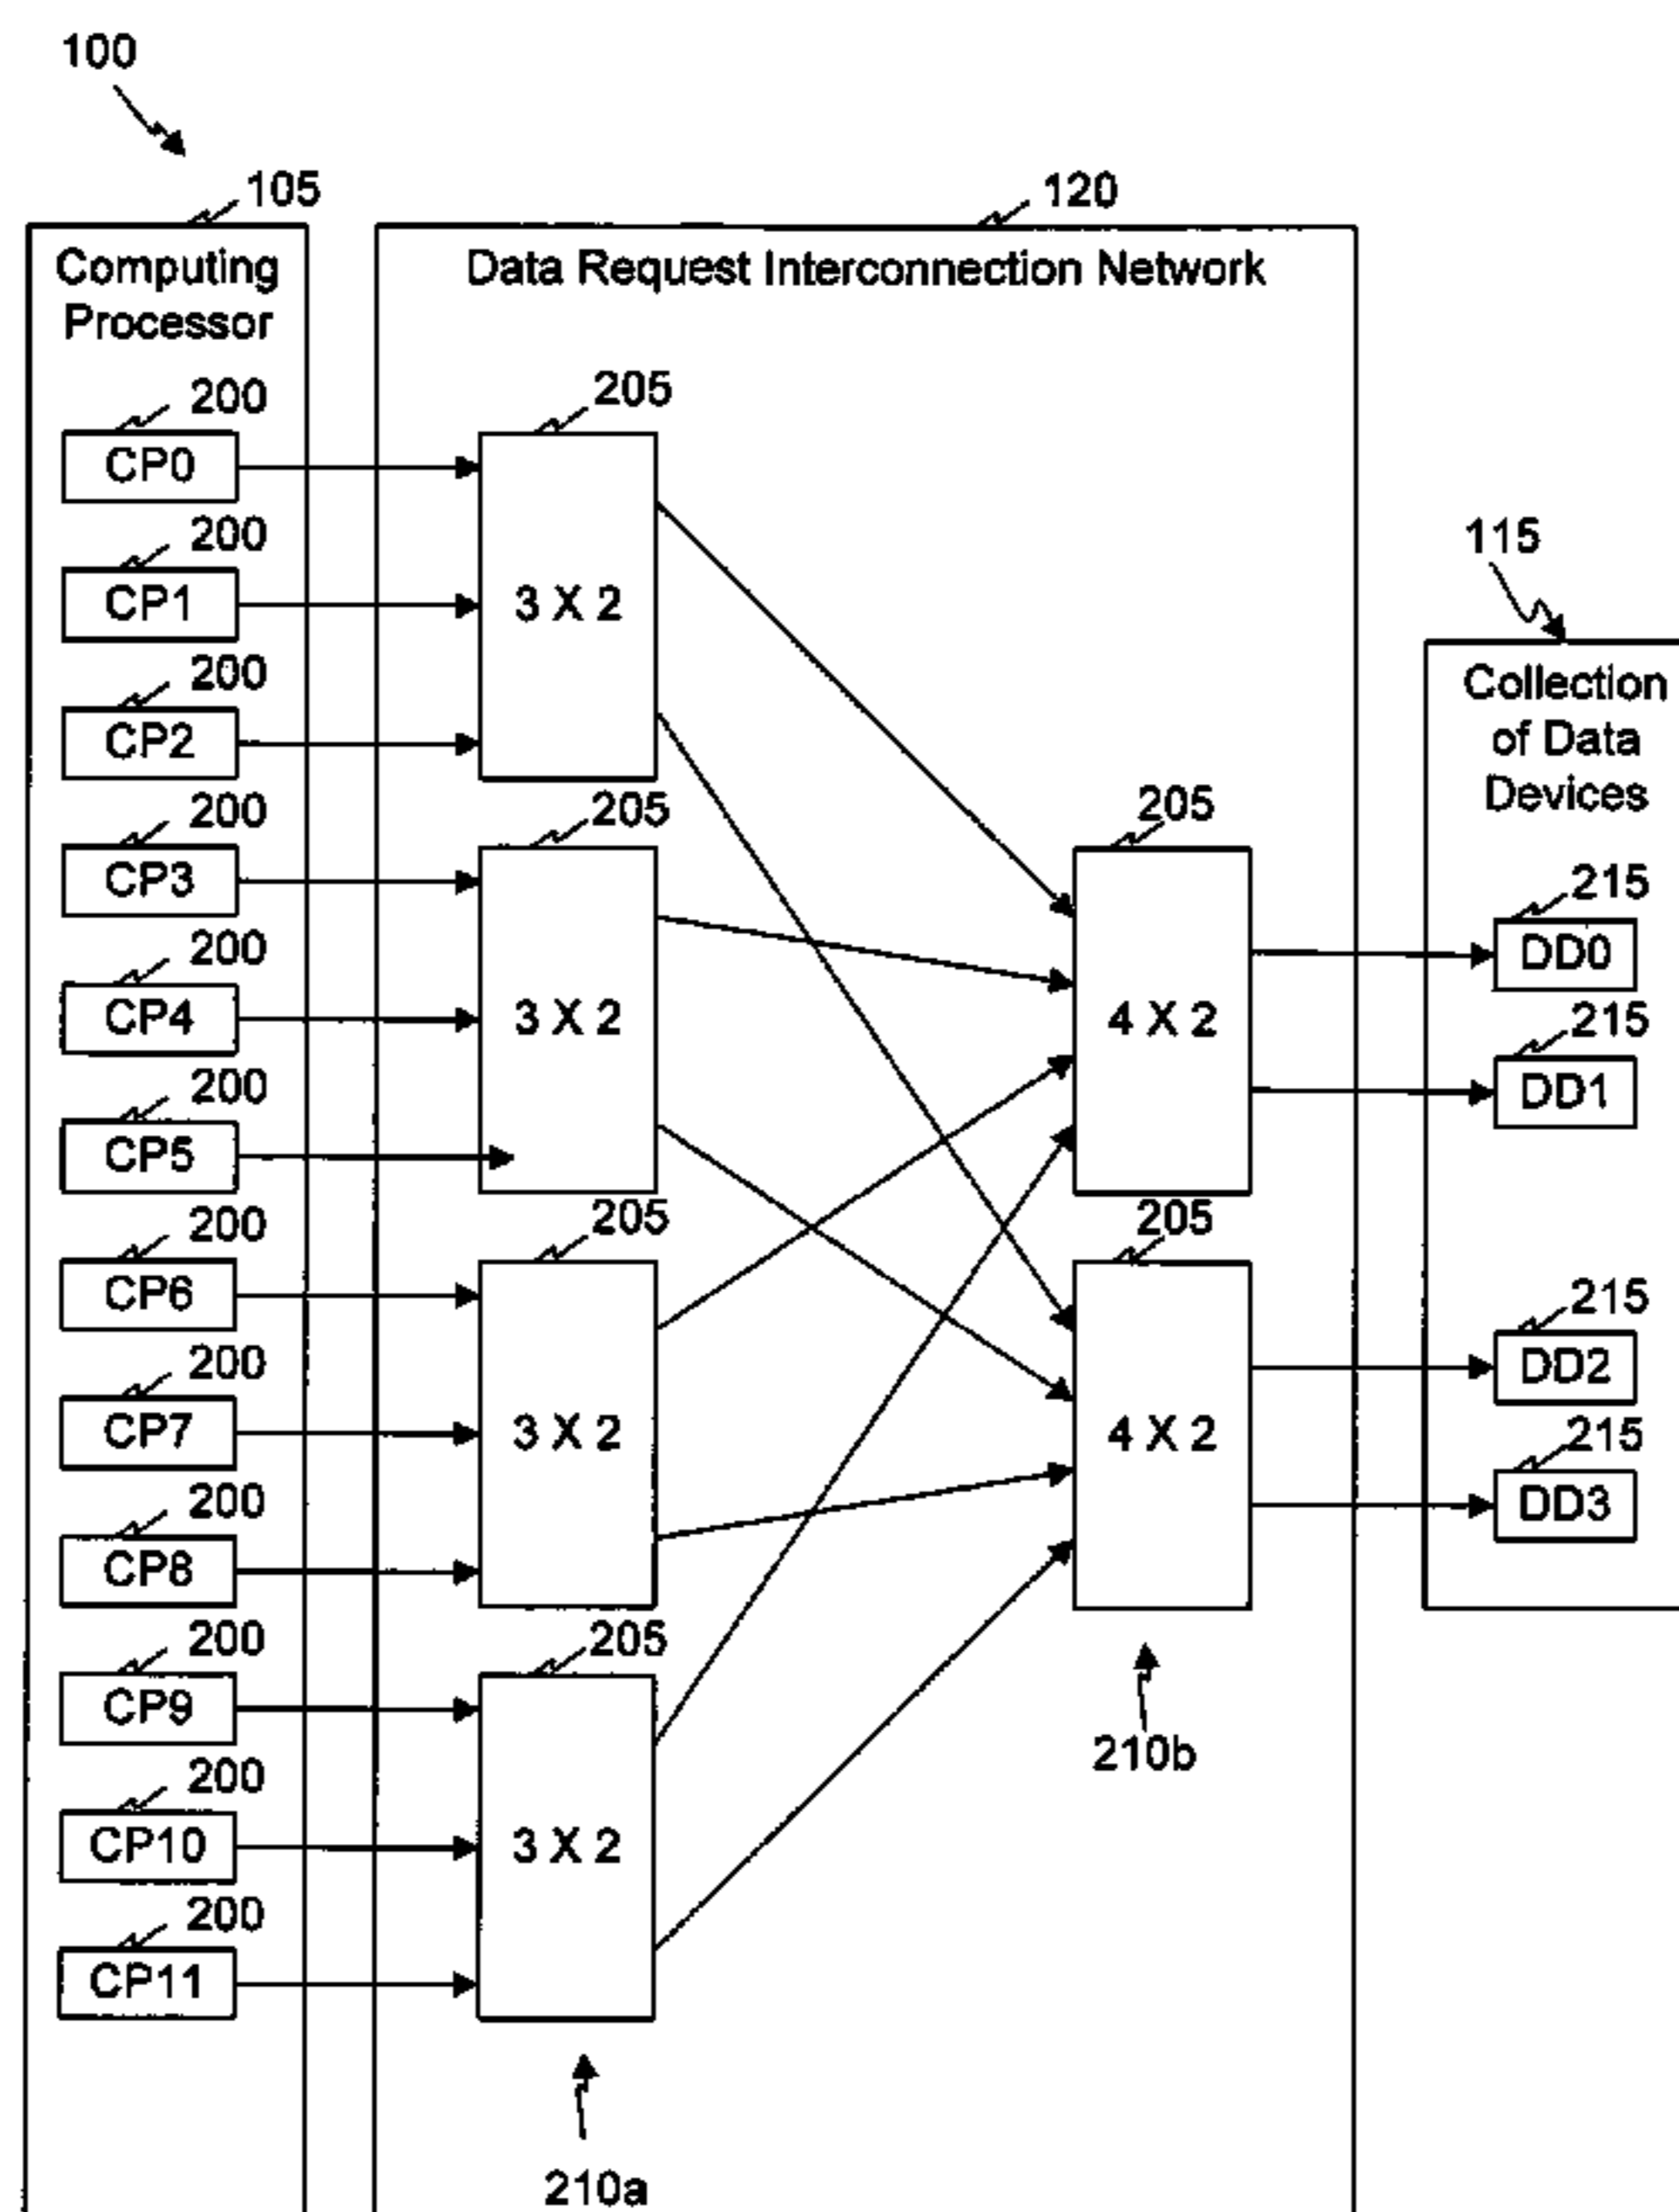 100
105
120
Computing
Processor
Data Request Interconnection Network
200
205
CP0
200
115
CP1
3 X 2
200
Collection
of Data
Devices
CP2
200
205
205
CP3
215
200
DD0
CP4
3 X 2
4 X 2
215
200
DD1
CP5
200
205
205
CP6
215
200
DD2
CP7
3 X 2
4 X 2
215
200
DD3
CP8
200
205
CP9
210b
200
CP10
3 X 2
200
CP11
210a